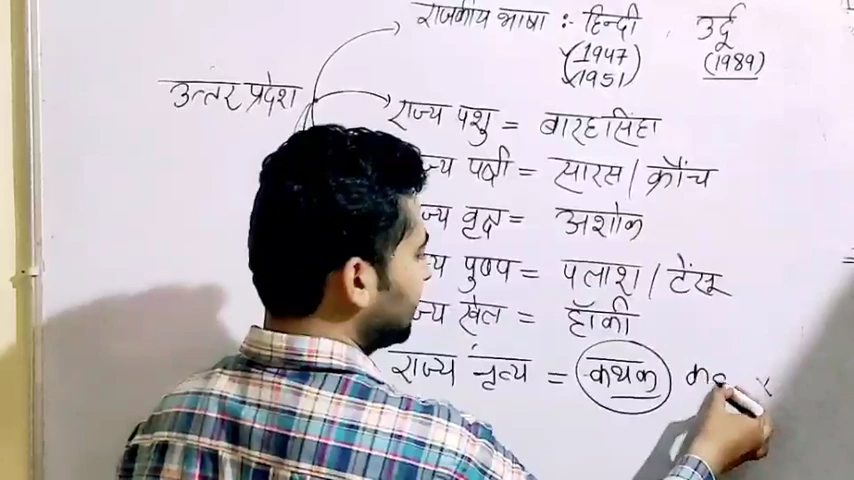 राजकीय भाषा :- हिन्दी , उर्दू
(1947 (1989)
1951)
उत्तर प्रदेश
राज्य पशु = बारहसिंहा
ज्य पक्षी = सारस / क्रौंच
ज्य वृक्ष = अशोक
पुष्प = पलाश / टेंसू
ज्य खेल = हॉकी
राज्य नृत्य = कथक